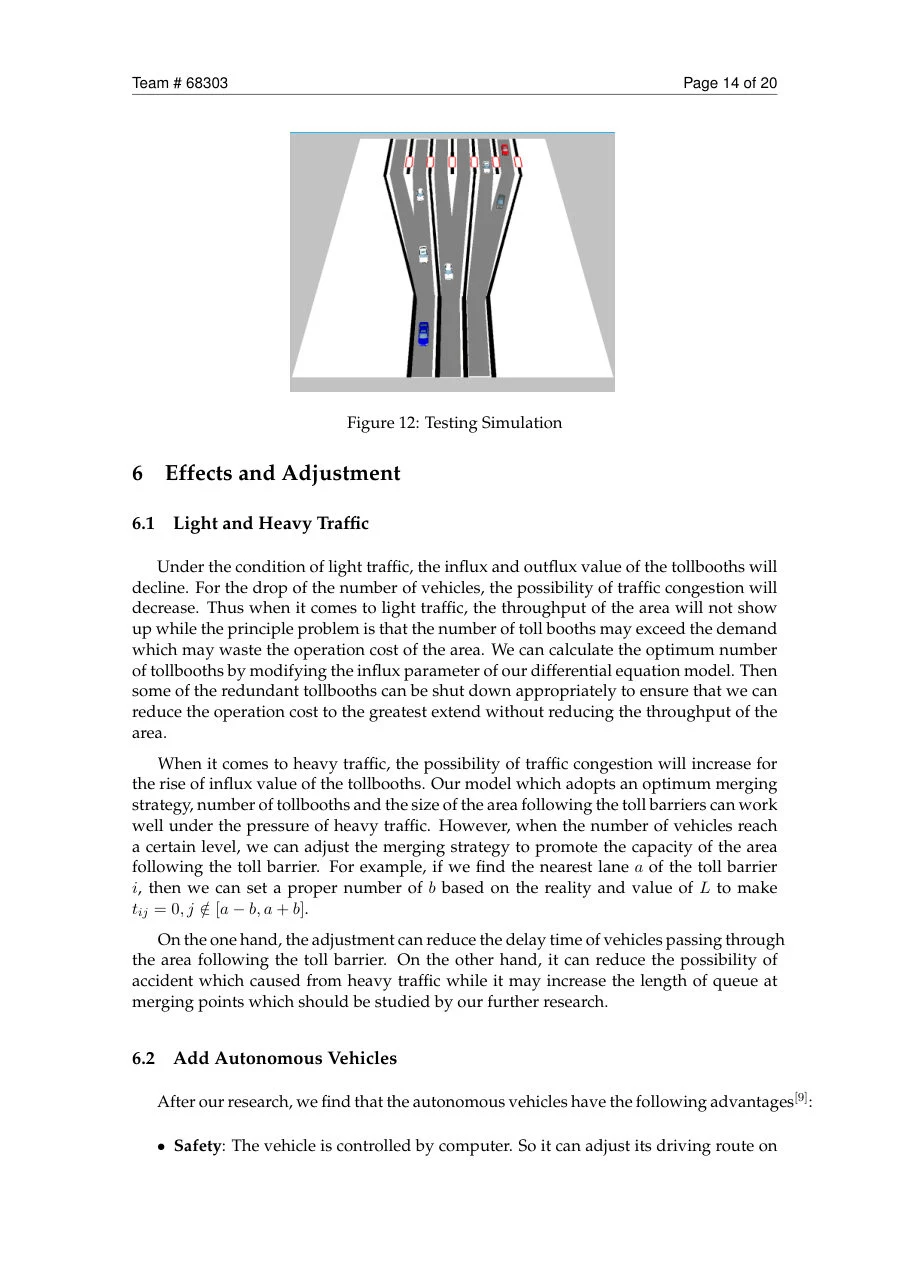 Team # 68303 Page 14 of 20
Figure 12: Testing Simulation
6 Effects and Adjustment
6.1 Light and Heavy Traffic
Under the condition of light traffic, the influx and outflux value of the tollbooths will
decline. For the drop of the number of vehicles, the possibility of traffic congestion will
decrease. Thus when it comes to light traffic, the throughput of the area will not show
up while the principle problem is that the number of toll booths may exceed the demand
which may waste the operation cost of the area. We can calculate the optimum number
of tollbooths by modifying the influx parameter of our differential equation model. Then
some of the redundant tollbooths can be shut down appropriately to ensure that we can
reduce the operation cost to the greatest extend without reducing the throughput of the
area.
When it comes to heavy traffic, the possibility of traffic congestion will increase for
the rise of influx value of the tollbooths. Our model which adopts an optimum merging
strategy, number of tollbooths and the size of the area following the toll barriers can work
well under the pressure of heavy traffic. However, when the number of vehicles reach
a certain level, we can adjust the merging strategy to promote the capacity of the area
following the toll barrier. For example, if we find the nearest lane a of the toll barrier
i, then we can set a proper number of b based on the reality and value of L to make
t_{ij} = 0, j ∉ [a − b, a + b].
On the one hand, the adjustment can reduce the delay time of vehicles passing through
the area following the toll barrier. On the other hand, it can reduce the possibility of
accident which caused from heavy traffic while it may increase the length of queue at
merging points which should be studied by our further research.
6.2 Add Autonomous Vehicles
After our research, we find that the autonomous vehicles have the following advantages[9]:
• Safety: The vehicle is controlled by computer. So it can adjust its driving route on